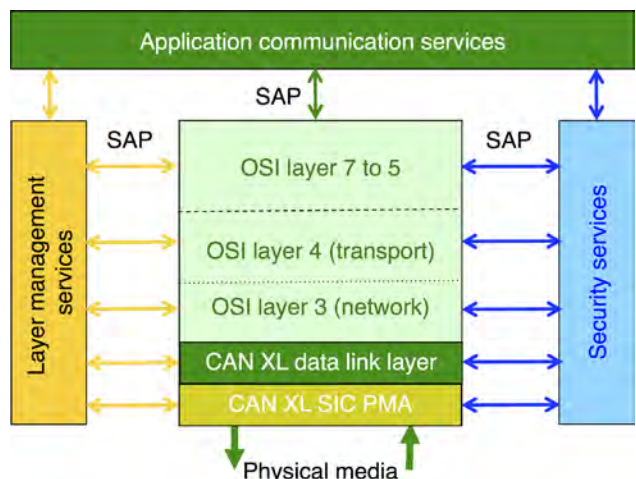 Application communication services
SAP
SAP
SAP
OSI layer 7 to 5
OSI layer 4 (transport)
OSI layer 3 (network)
CAN XL data link layer
CAN XL SIC PMA
Layer management
services
Security services
Physical media